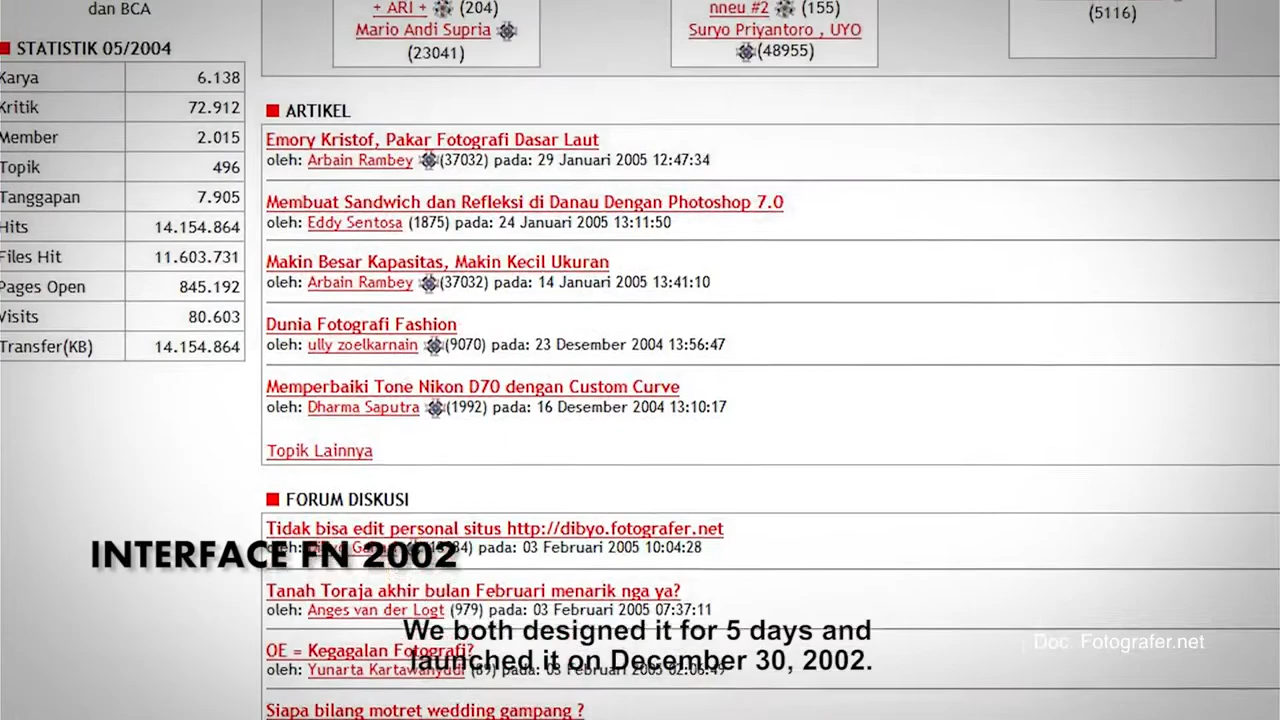 dan BCA
STATISTIK 05/2004
Karya 6.138
Kritik 72.912
Member 2.015
Topik 496
Tanggapan 7.905
Hits 14.154.864
Files Hit 11.603.731
Pages Open 845.192
Visits 80.603
Transfer(KB) 14.154.864
+ ARI + (204)
Mario Andi Supria
(23041)
nneu #2 (155)
Suryo Priyantoro , UYO
(48955)
(5116)
ARTIKEL
Emory Kristof, Pakar Fotografi Dasar Laut
oleh: Arbain Rambey (37032) pada: 29 Januari 2005 12:47:34
Membuat Sandwich dan Refleksi di Danau Dengan Photoshop 7.0
oleh: Eddy Sentosa (1875) pada: 24 Januari 2005 13:11:50
Makin Besar Kapasitas, Makin Kecil Ukuran
oleh: Arbain Rambey (37032) pada: 14 Januari 2005 13:41:10
Dunia Fotografi Fashion
oleh: ully zoelkarnain (9070) pada: 23 Desember 2004 13:56:47
Memperbaiki Tone Nikon D70 dengan Custom Curve
oleh: Dharma Saputra (1992) pada: 16 Desember 2004 13:10:17
Topik Lainnya
FORUM DISKUSI
Tidak bisa edit personal situs http://dibyo.fotografer.net
oleh: pada: 03 Februari 2005 10:04:28
INTERFACE FN 2002
Tanah Toraja akhir bulan Februari menarik nga ya?
oleh: Anges van der Logt (979) pada: 03 Februari 2005 07:37:11
We both designed it for 5 days and
launched it on December 30, 2002.
OE = Kegagalan Fotografi?
oleh: Yunarta Kartawanyudi pada: 03 Februari 2005
Siapa bilang motret wedding gampang ?
Doc. Fotografer.net